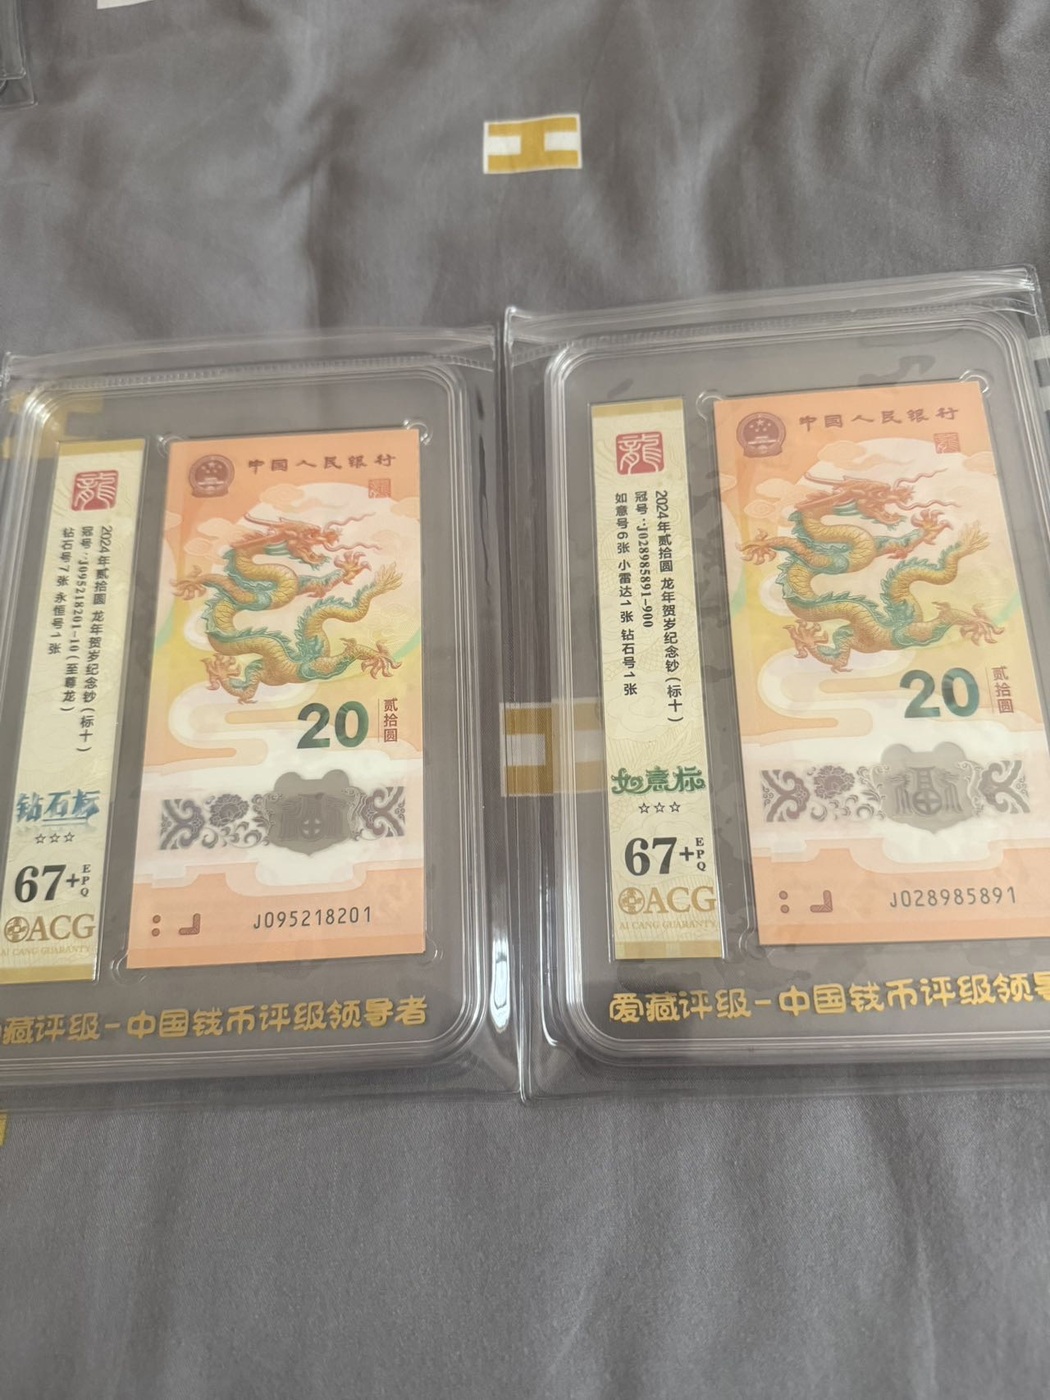 龍
2024年贰拾圆 龙年贺岁纪念钞(标十)
冠号:J095218201-10(至尊龙)
钻石号7张 永恒号1张
钻石标
☆☆☆
67+EPQ
ACG
AI CANG GUARANTY
中国人民银行
20
贰拾圆
J095218201
藏评级-中国钱币评级领导者
龍
2024年贰拾圆 龙年贺岁纪念钞(标十)
冠号:J028985891-900
如意号6张 小雷达1张 钻石号1张
如意标
☆☆☆
67+EPQ
ACG
AI CANG GUARANTY
中国人民银行
20
贰拾圆
J028985891
爱藏评级-中国钱币评级领导